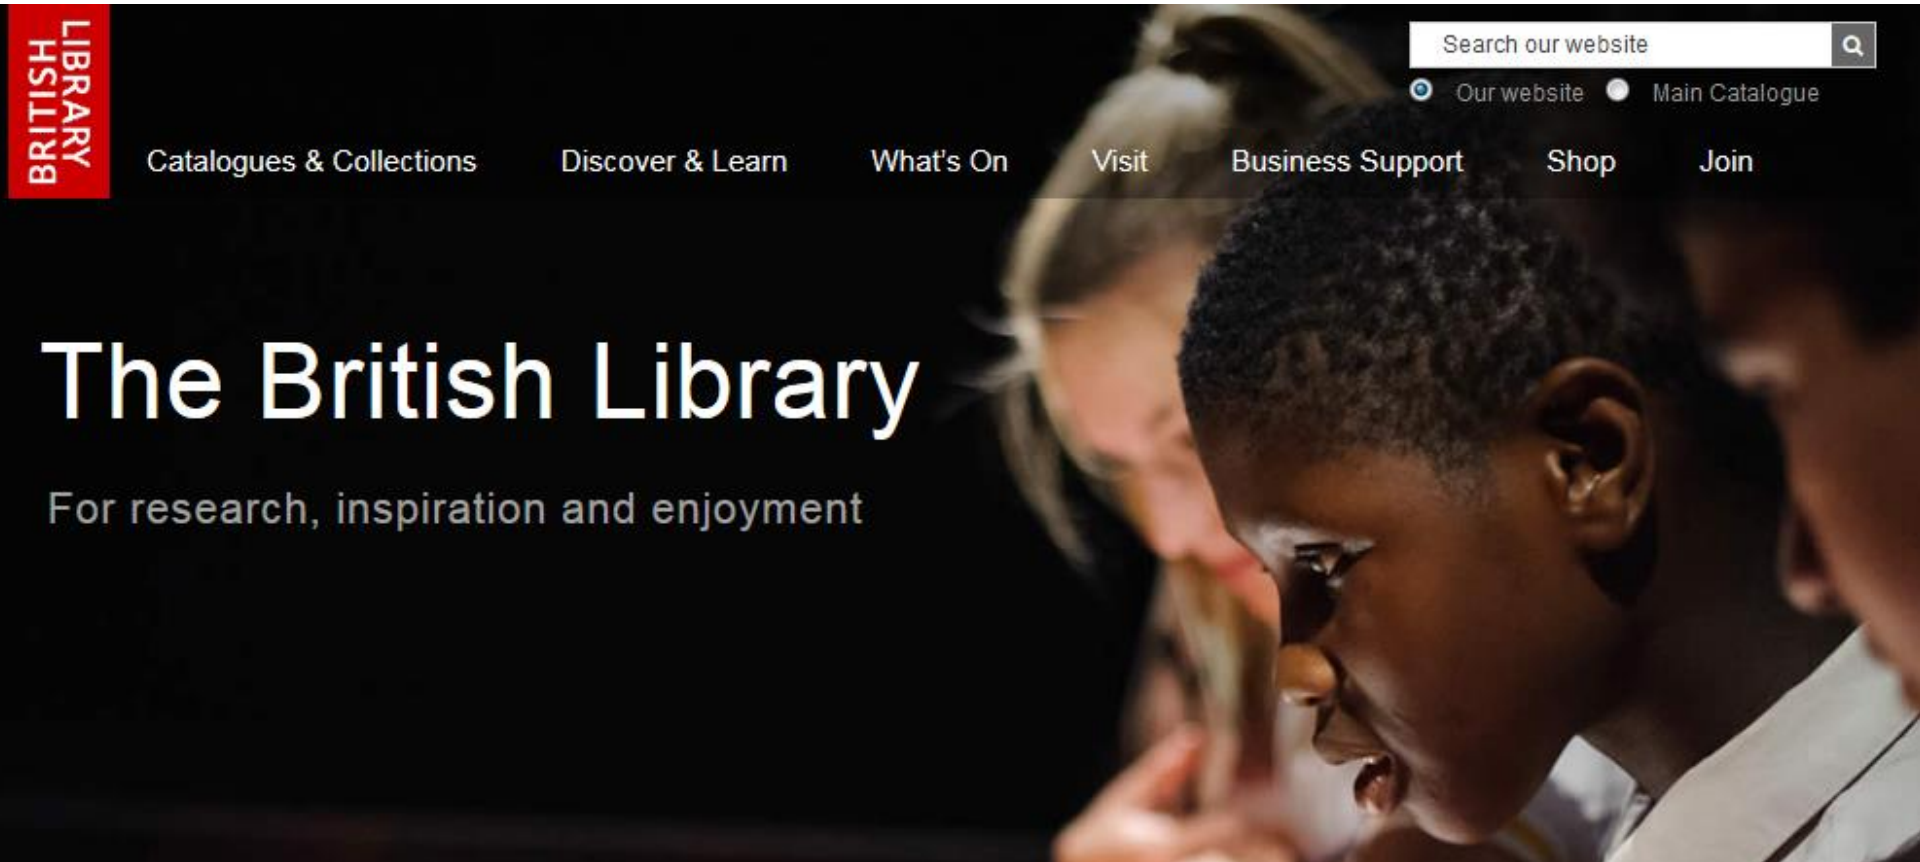 BRITISH
LIBRARY
Search our website
Our website Main Catalogue
Catalogues & Collections Discover & Learn What's On Visit Business Support Shop Join
The British Library
For research, inspiration and enjoyment